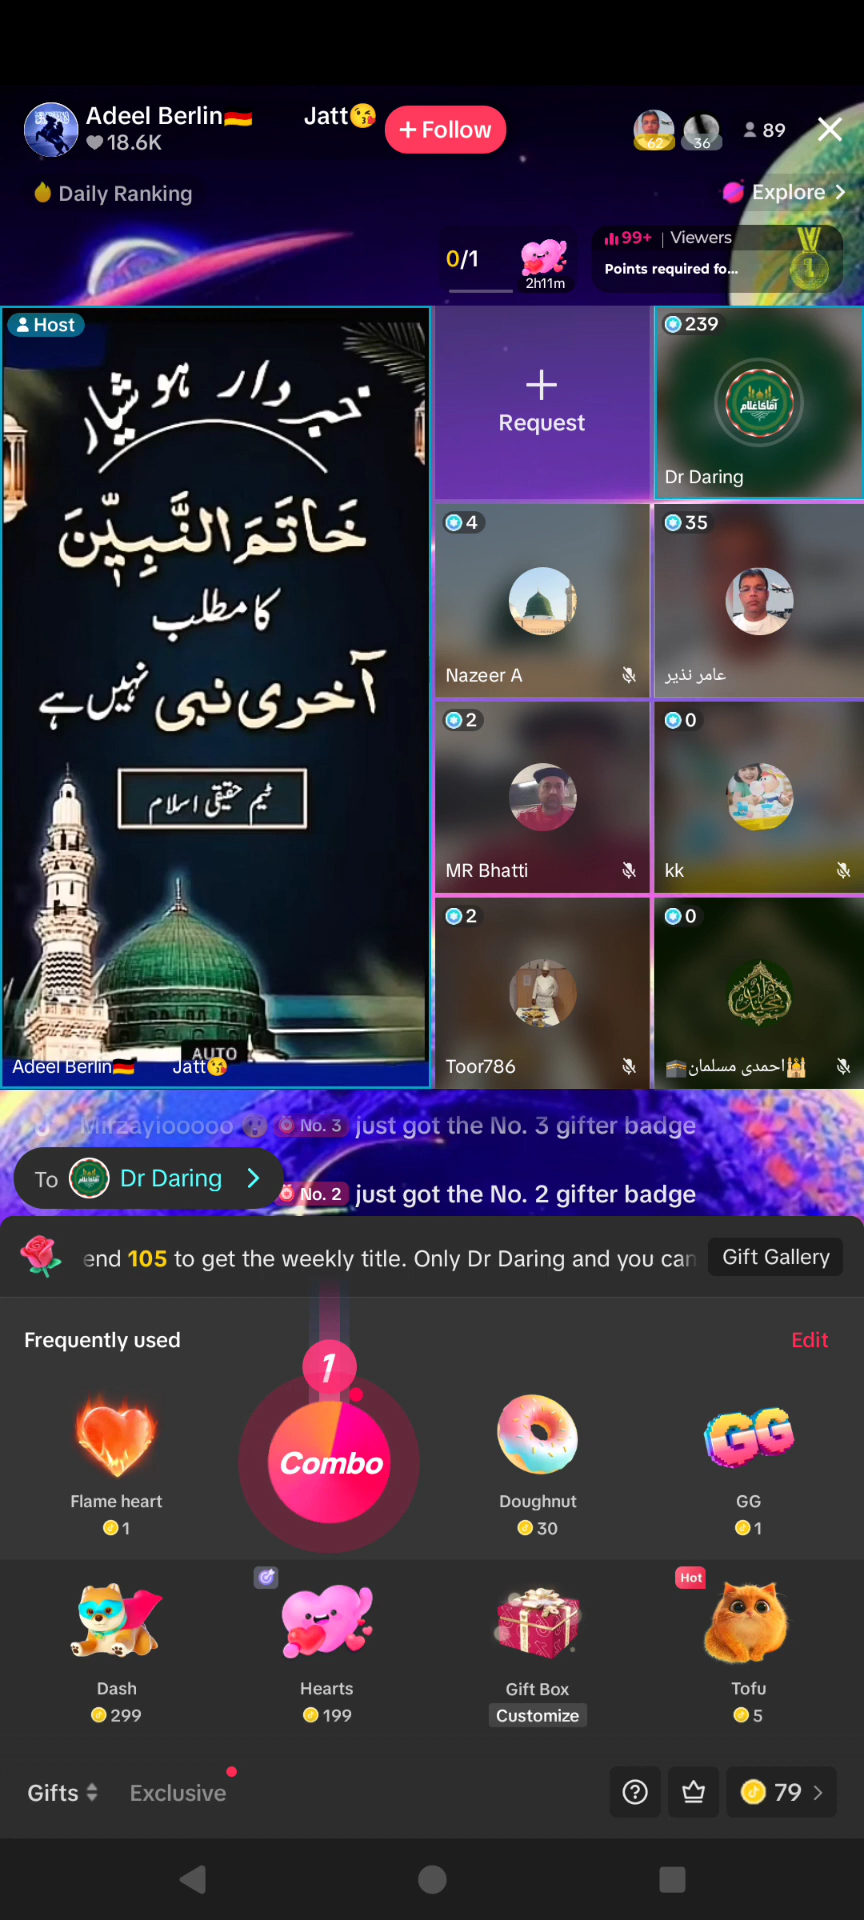 Adeel Berlin🇩🇪 Jatt😘
18.6K
+ Follow
62
36
89
Daily Ranking
Explore >
0/1
2h11m
99+ | Viewers
Points required fo...
Host
خبردار ہوشیار
خَاتَمَ النَّبِیّٖنَ
کا مطلب
آخری نبی نہیں ہے
ٹیم حقیقی اسلام
AUTO
Adeel Berlin🇩🇪 Jatt😘
Request
239
Dr Daring
4
Nazeer A
35
عامر نذیر
2
MR Bhatti
0
kk
2
Toor786
0
🕋احمدی مسلمان🕌
Mirzayiooooo 😮 No. 3 just got the No. 3 gifter badge
No. 2 just got the No. 2 gifter badge
To Dr Daring >
end 105 to get the weekly title. Only Dr Daring and you can
Gift Gallery
Frequently used
Edit
1
Combo
Flame heart
1
Doughnut
30
GG
1
Dash
299
Hearts
199
Gift Box
Customize
Hot
Tofu
5
Gifts
Exclusive
79 >